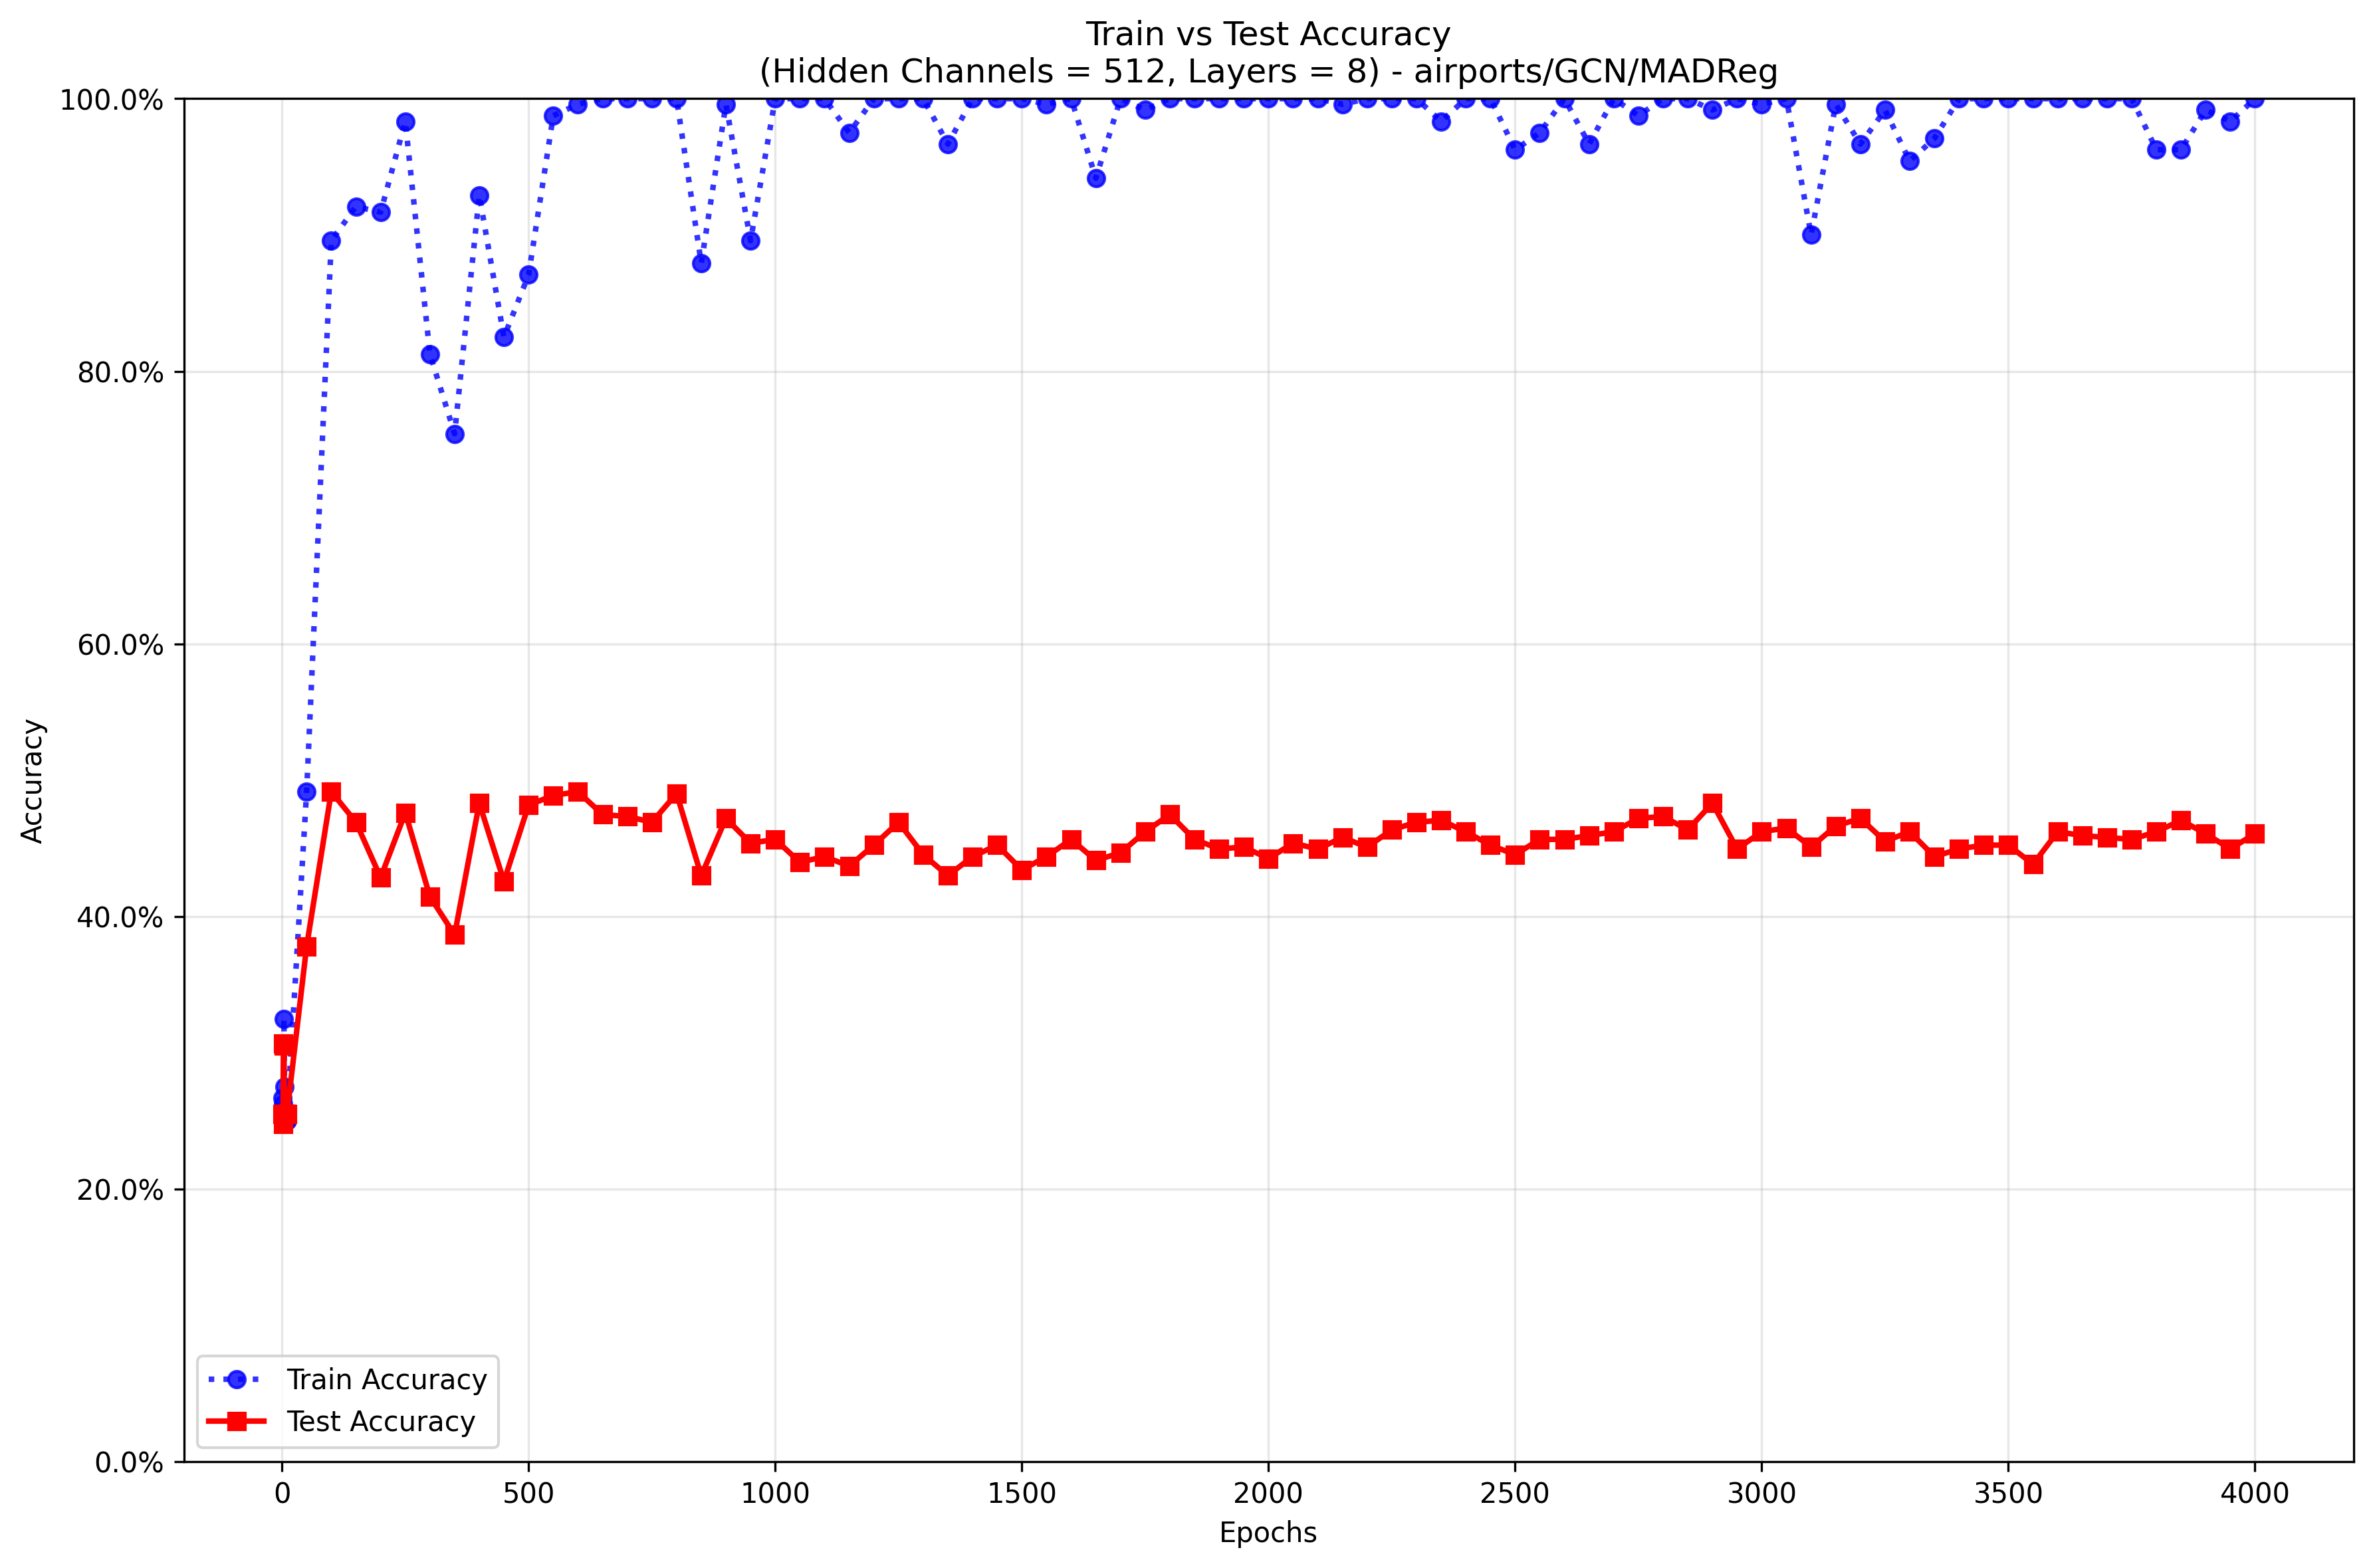 Train vs Test Accuracy
(Hidden Channels = 512, Layers = 8) - airports/GCN/MADReg
100.0%
80.0%
60.0%
40.0%
20.0%
0.0%
Accuracy
Train Accuracy
Test Accuracy
0 500 1000 1500 2000 2500 3000 3500 4000
Epochs